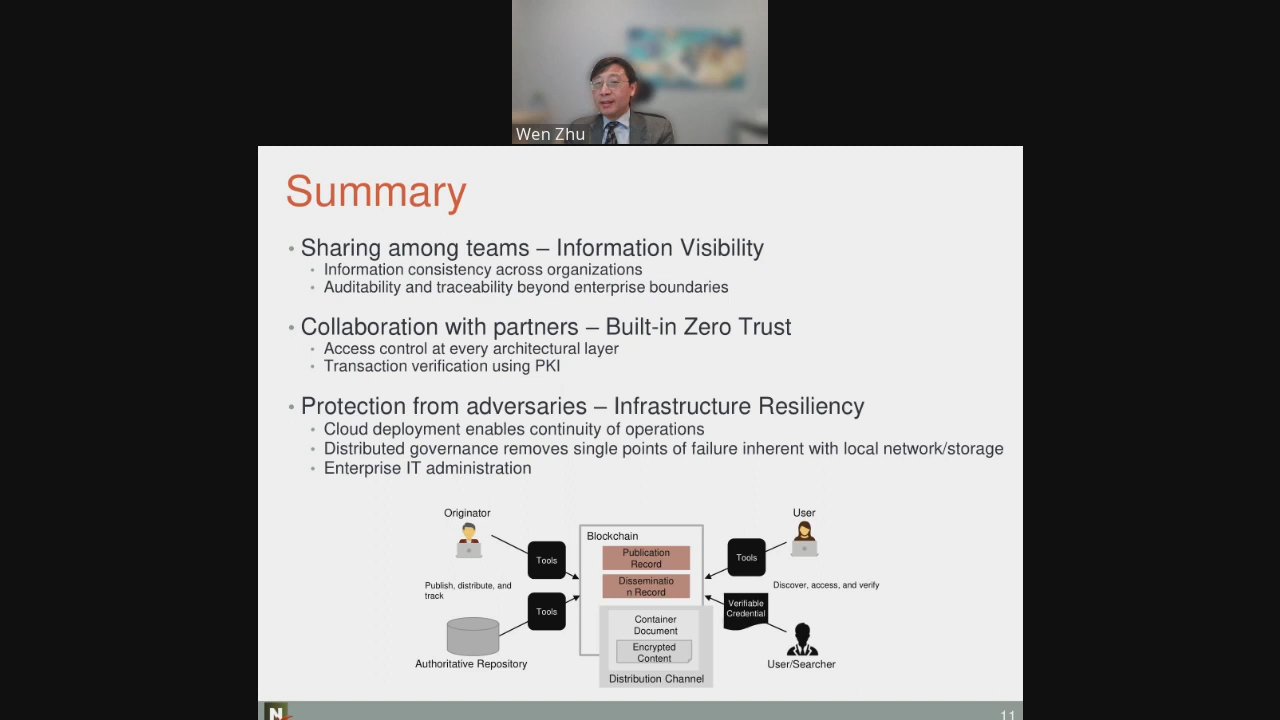 Wen Zhu
Summary
• Sharing among teams – Information Visibility
• Information consistency across organizations
• Auditability and traceability beyond enterprise boundaries
• Collaboration with partners – Built-in Zero Trust
• Access control at every architectural layer
• Transaction verification using PKI
• Protection from adversaries – Infrastructure Resiliency
• Cloud deployment enables continuity of operations
• Distributed governance removes single points of failure inherent with local network/storage
• Enterprise IT administration
Originator
Tools
Publish, distribute, and
track
Tools
Authoritative Repository
Blockchain
Publication
Record
Disseminatio
n Record
Container
Document
Encrypted
Content
Distribution Channel
User
Tools
Discover, access, and verify
Verifiable
Credential
User/Searcher
N
11